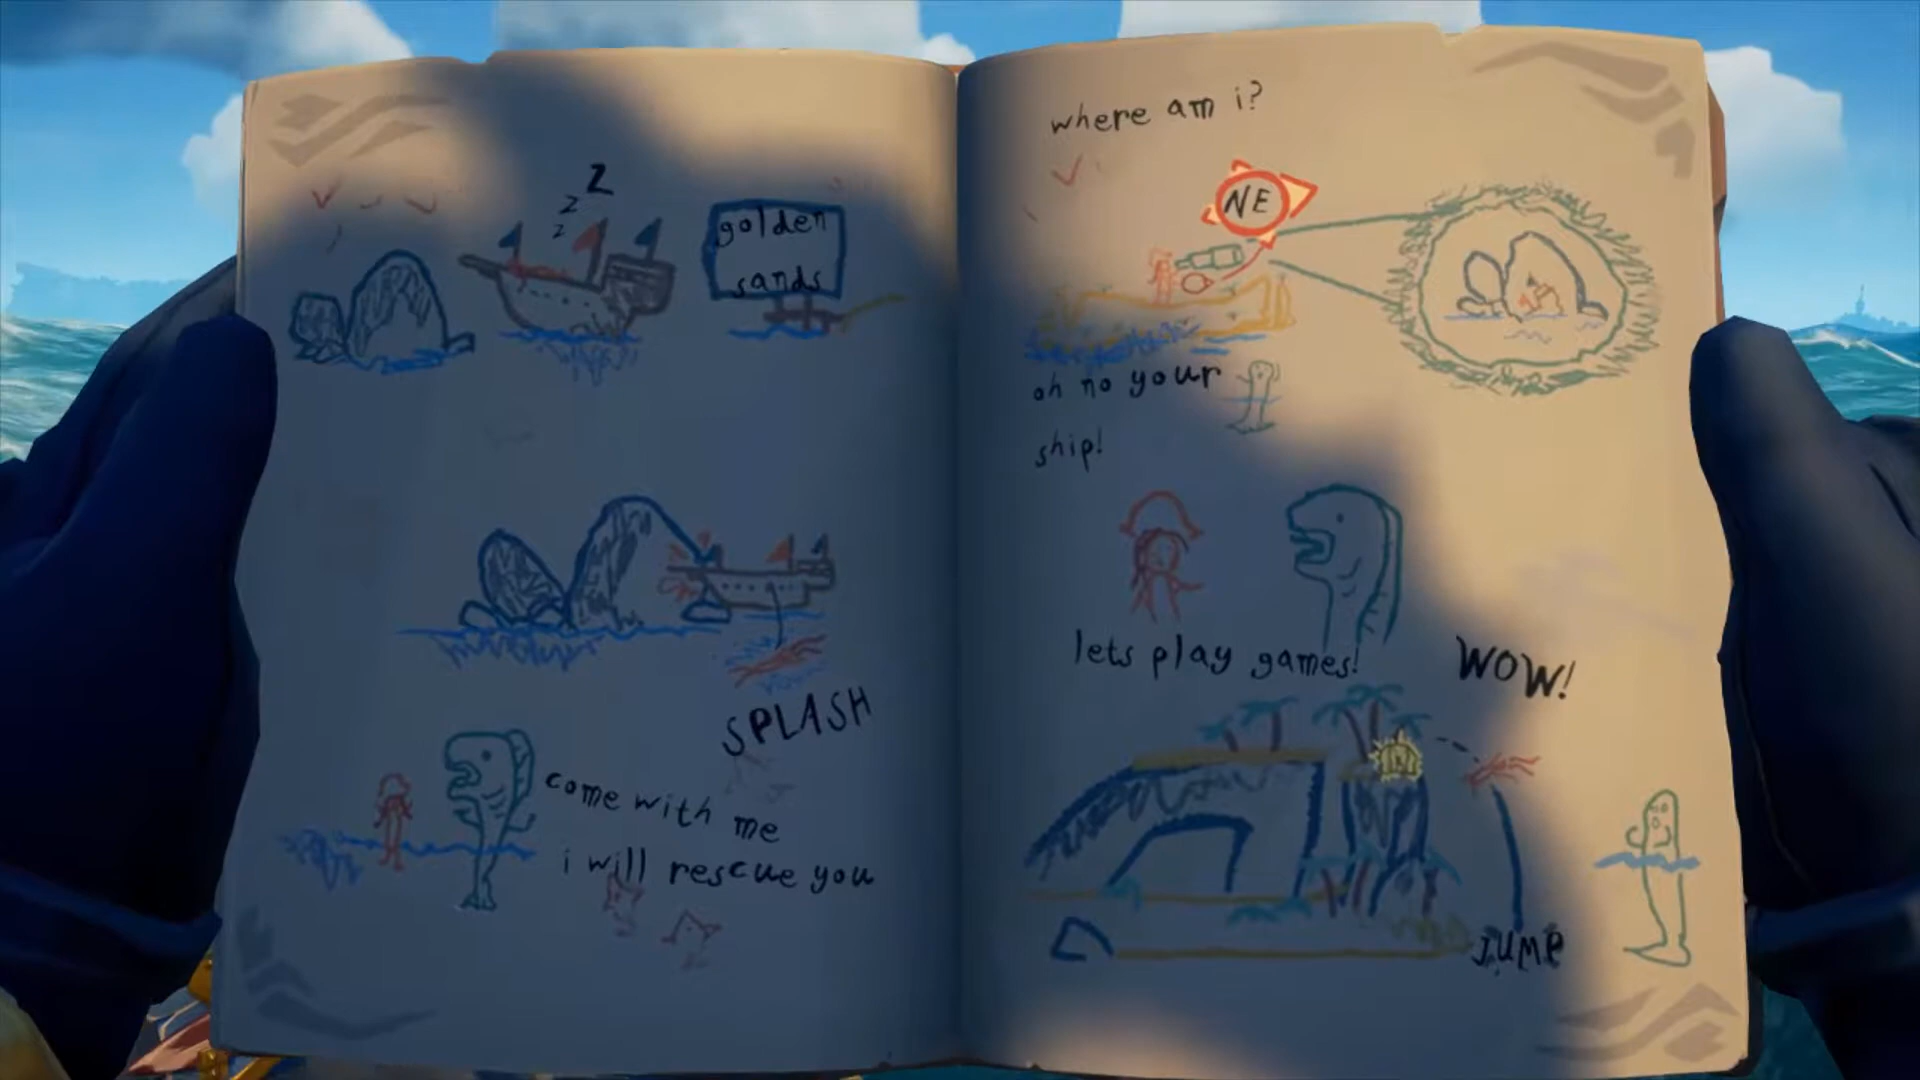 z
z
z
golden
sands
SPLASH
come with me
i will rescue you
where am i?
NE
oh no your
ship!
lets play games!
WOW!
JUMP